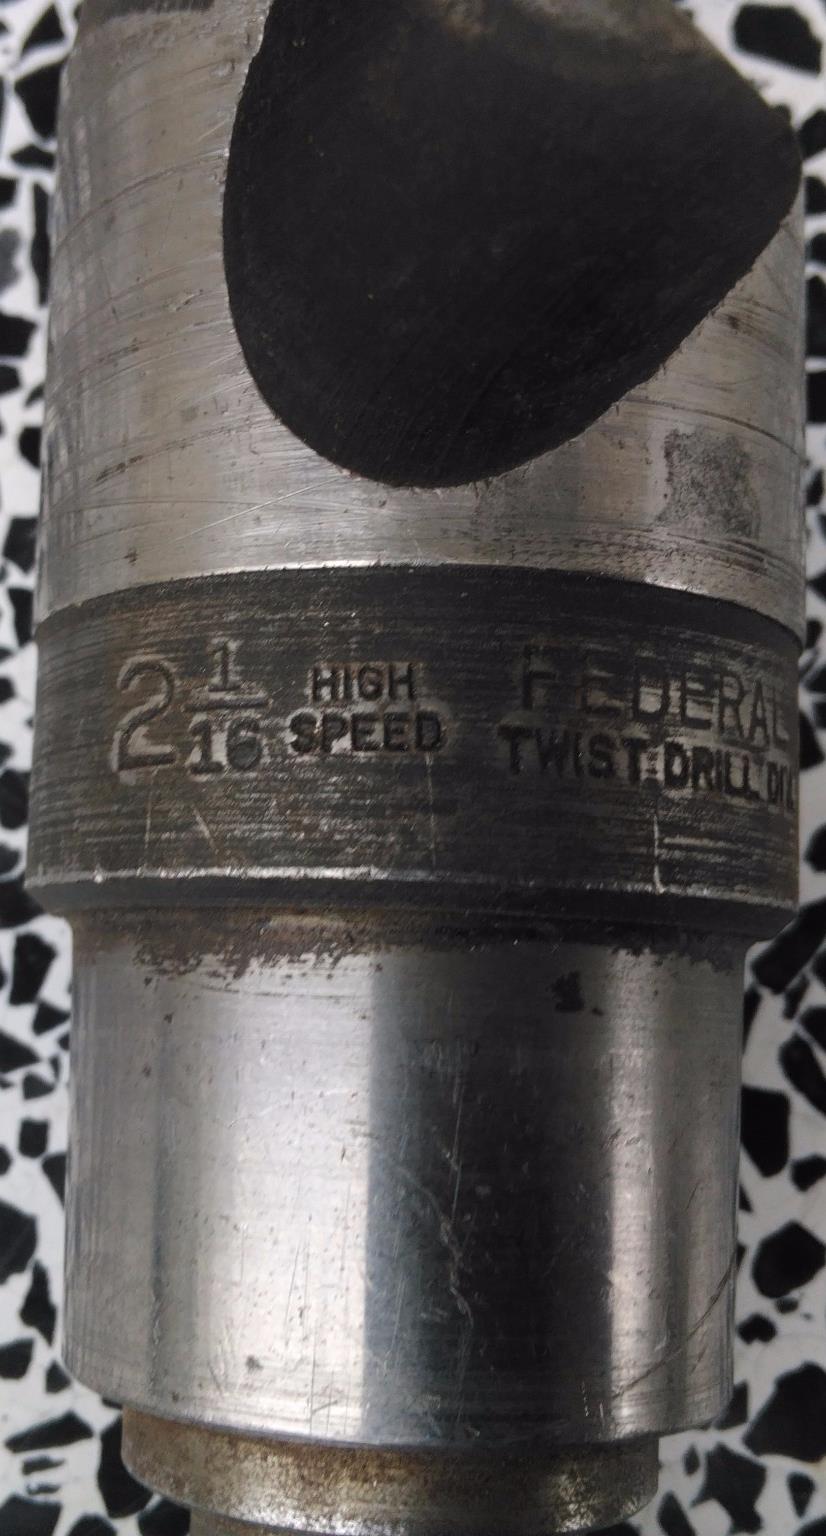 2 1/16 HIGH SPEED
FEDERAL
TWIST DRILL